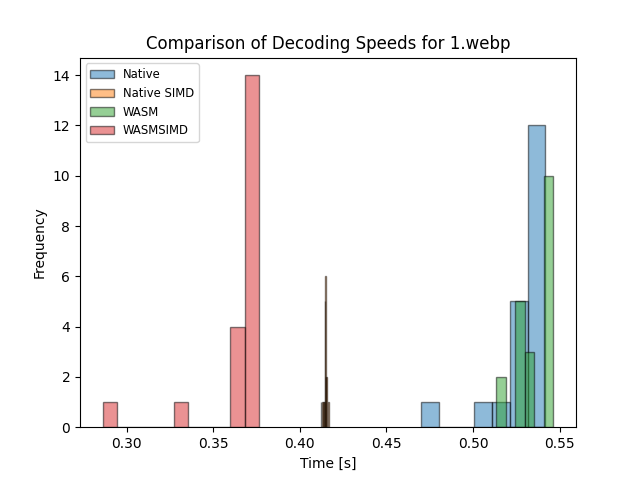 Comparison of Decoding Speeds for 1.webp
Native
Native SIMD
WASM
WASMSIMD
Frequency
14
12
10
8
6
4
2
0
0.30 0.35 0.40 0.45 0.50 0.55
Time [s]